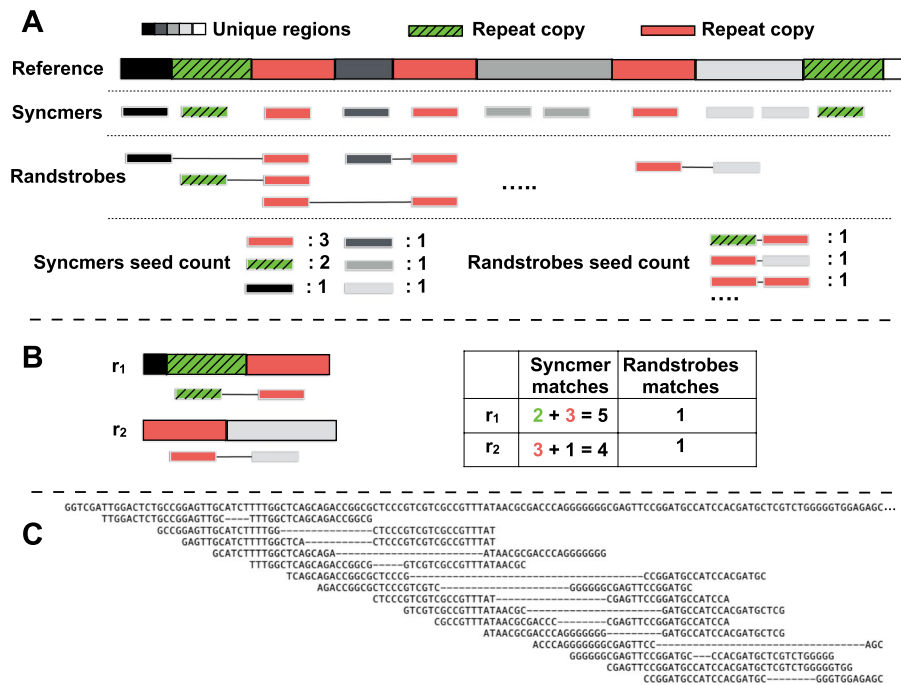 A
Unique regions
Repeat copy
Repeat copy
Reference
Syncmers
Randstrobes
.....
Syncmers seed count
: 3
: 2
: 1
: 1
: 1
: 1
Randstrobes seed count
: 1
: 1
: 1
....
B
r1
r2
Syncmer matches
Randstrobes matches
r1 2 + 3 = 5 1
r2 3 + 1 = 4 1
C
GGTCGATTGGACTCTGCCGGAGTTGCATCTTTTGGCTCAGCAGACCGGCGCTCCCGTCGTCGCCGTTTATAACGCGACCCAGGGGGGGCGAGTTCCGGATGCCATCCACGATGCTCGTCTGGGGGTGGAGAGC...
TTGGACTCTGCCGGAGTTGC----TTTGGCTCAGCAGACCGGCG
GCCGGAGTTGCATCTTTTGG---------------CTCCCGTCGTCGCCGTTTAT
GAGTTGCATCTTTTGGCTCA-----------CTCCCGTCGTCGCCGTTTAT
GCATCTTTTGGCTCAGCAGA------------------------ATAACGCGACCCAGGGGGGG
TTTGGCTCAGCAGACCGGCG-----GTCGTCGCCGTTTATAACGC
TCAGCAGACCGGCGCTCCCG--------------------------------------CCGGATGCCATCCACGATGC
AGACCGGCGCTCCCGTCGTC---------------------GGGGGGCGAGTTCCGGATGC
CTCCCGTCGTCGCCGTTTAT------------------CGAGTTCCGGATGCCATCCA
GTCGTCGCCGTTTATAACGC----------------------GATGCCATCCACGATGCTCG
CGCCGTTTATAACGCGACCC--------CGAGTTCCGGATGCCATCCA
ATAACGCGACCCAGGGGGGG---------GATGCCATCCACGATGCTCG
ACCCAGGGGGGGCGAGTTCC----------------------------------AGC
GGGGGGCGAGTTCCGGATGC---CCACGATGCTCGTCTGGGGG
CGAGTTCCGGATGCCATCCACGATGCTCGTCTGGGGGTGG
CCGGATGCCATCCACGATGC--------GGGTGGAGAGC